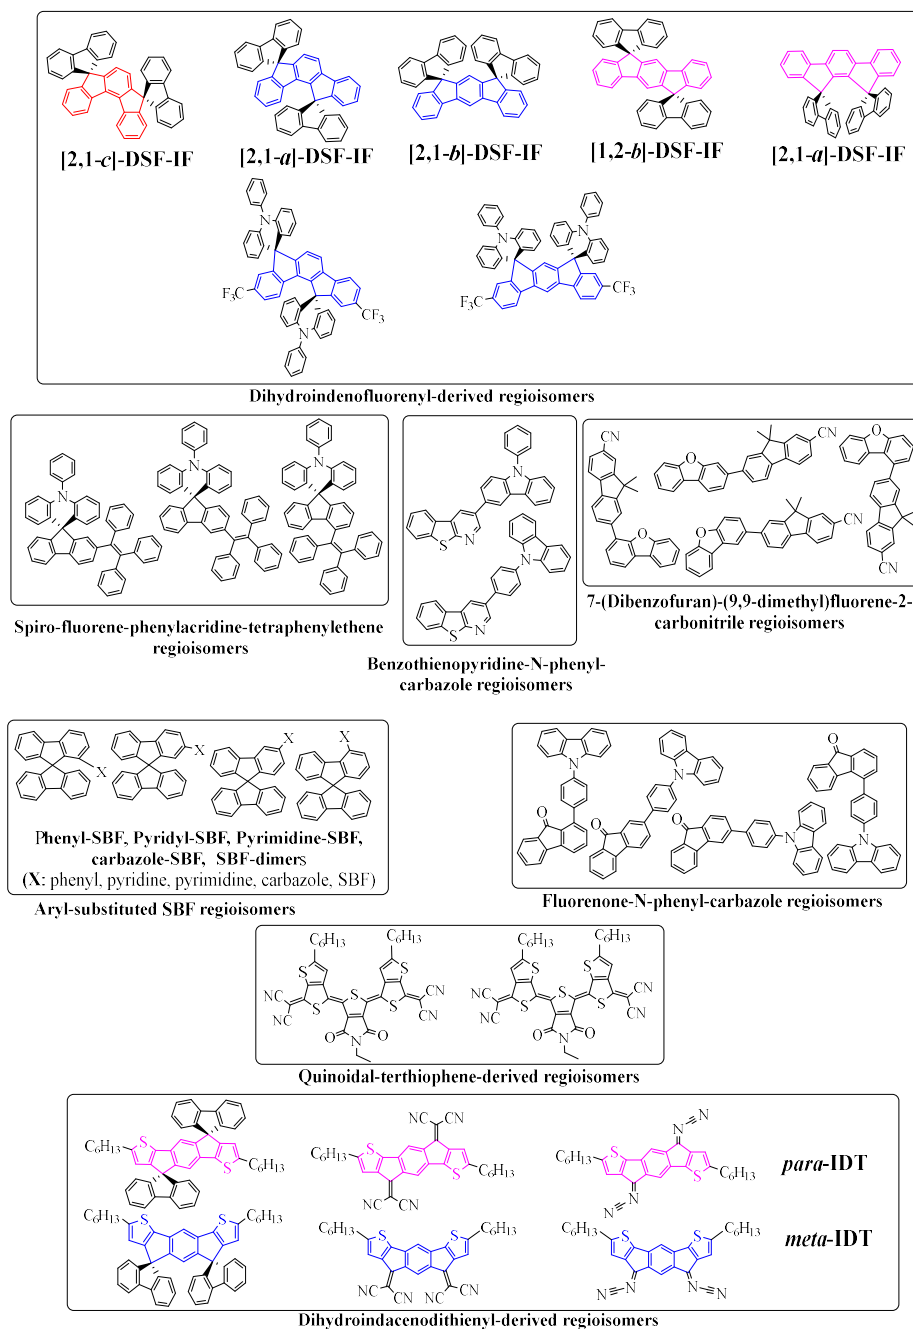 [2,1-c]-DSF-IF
[2,1-a]-DSF-IF
[2,1-b]-DSF-IF
[1,2-b]-DSF-IF
[2,1-a]-DSF-IF
N
N
N
F3C
CF3
F3C
CF3
N
Dihydroindenofluorenyl-derived regioisomers
N
N
N
Spiro-fluorene-phenylacridine-tetraphenylethene
regioisomers
N
S
N
N
S
N
Benzothienopyridine-N-phenyl-
carbazole regioisomers
CN
O
CN
O
O
O
CN
CN
7-(Dibenzofuran)-(9,9-dimethyl)fluorene-2-
carbonitrile regioisomers
X
X
X
X
Phenyl-SBF, Pyridyl-SBF, Pyrimidine-SBF,
carbazole-SBF, SBF-dimers
(X: phenyl, pyridine, pyrimidine, carbazole, SBF)
Aryl-substituted SBF regioisomers
N
N
O
O
O
O
N
N
Fluorenone-N-phenyl-carbazole regioisomers
C6H13
C6H13
C6H13
C6H13
S
S
S
S
NC
S
S
S
CN
NC
S
S
S
CN
CN
CN
NC
CN
O
N
O
O
N
O
Quinoidal-terthiophene-derived regioisomers
NC
CN
N
N
C6H13
S
S
C6H13
C6H13
S
S
C6H13
C6H13
S
S
C6H13
para-IDT
NC
CN
N
N
C6H13
S
S
C6H13
C6H13
S
S
C6H13
C6H13
S
S
C6H13
meta-IDT
NC
CN
NC
CN
N
N
N
N
Dihydroindacenodithienyl-derived regioisomers